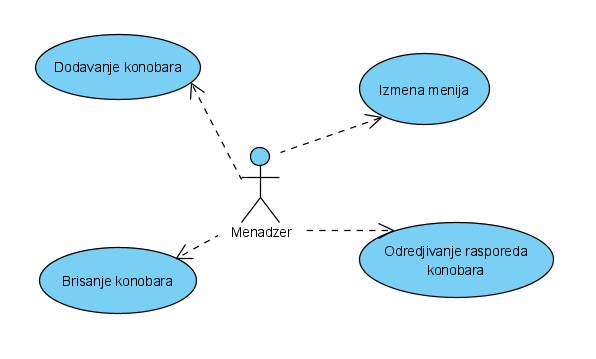 Dodavanje konobara
Izmena menija
Menadzer
Odredjivanje rasporeda
konobara
Brisanje konobara